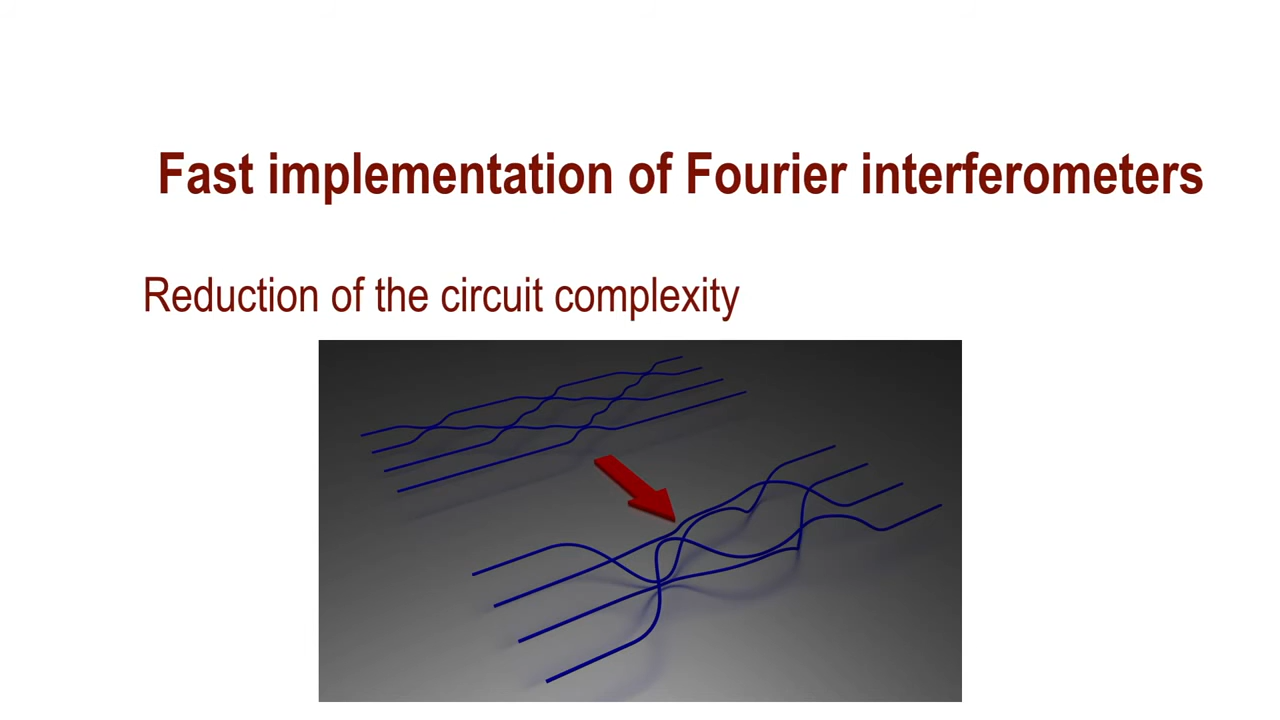 Fast implementation of Fourier interferometers
Reduction of the circuit complexity